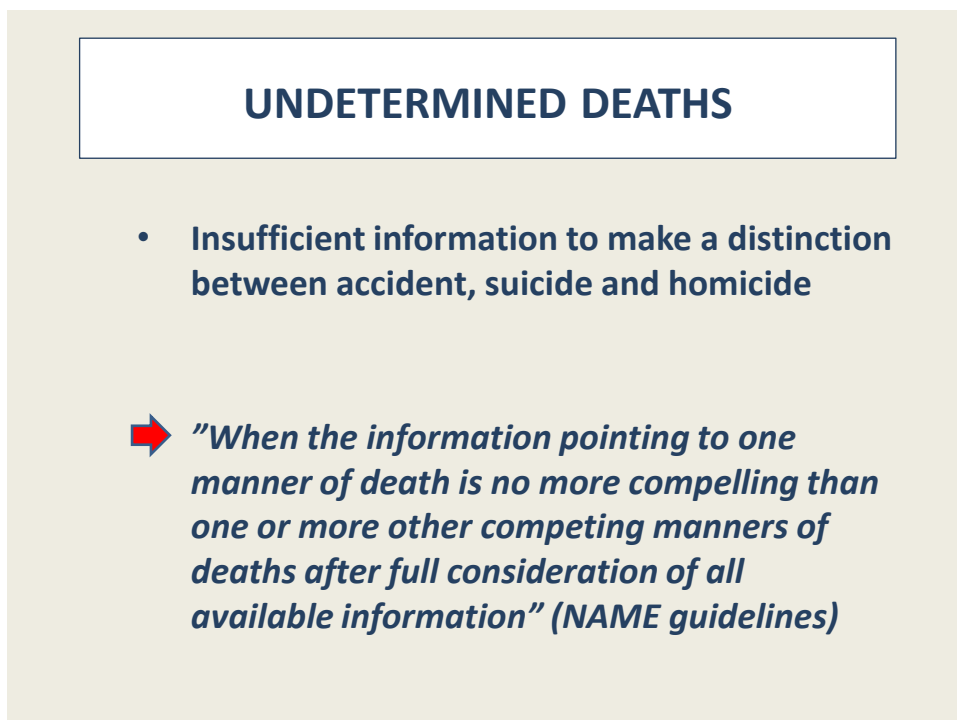 UNDETERMINED DEATHS
• Insufficient information to make a distinction
between accident, suicide and homicide
”When the information pointing to one
manner of death is no more compelling than
one or more other competing manners of
deaths after full consideration of all
available information” (NAME guidelines)